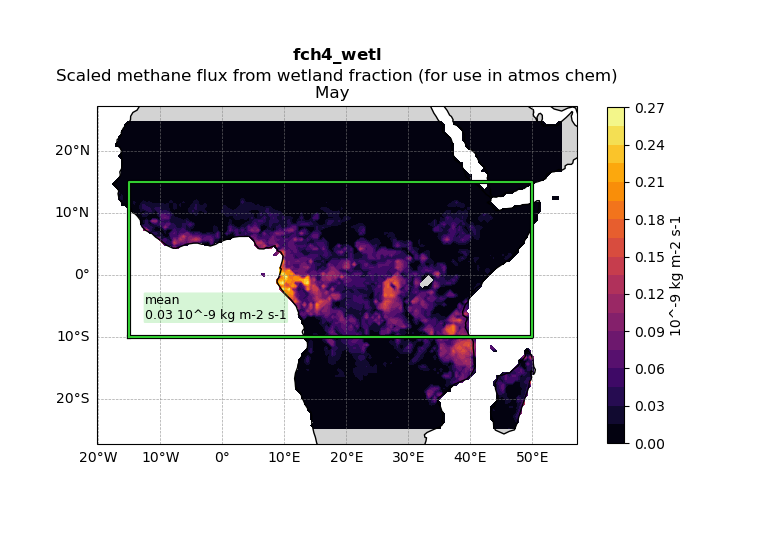 fch4_wetl
Scaled methane flux from wetland fraction (for use in atmos chem)
May
20°N
10°N
0°
10°S
20°S
20°W 10°W 0° 10°E 20°E 30°E 40°E 50°E
mean
0.03 10^-9 kg m-2 s-1
0.27
0.24
0.21
0.18
0.15
0.12
0.09
0.06
0.03
0.00
10^-9 kg m-2 s-1